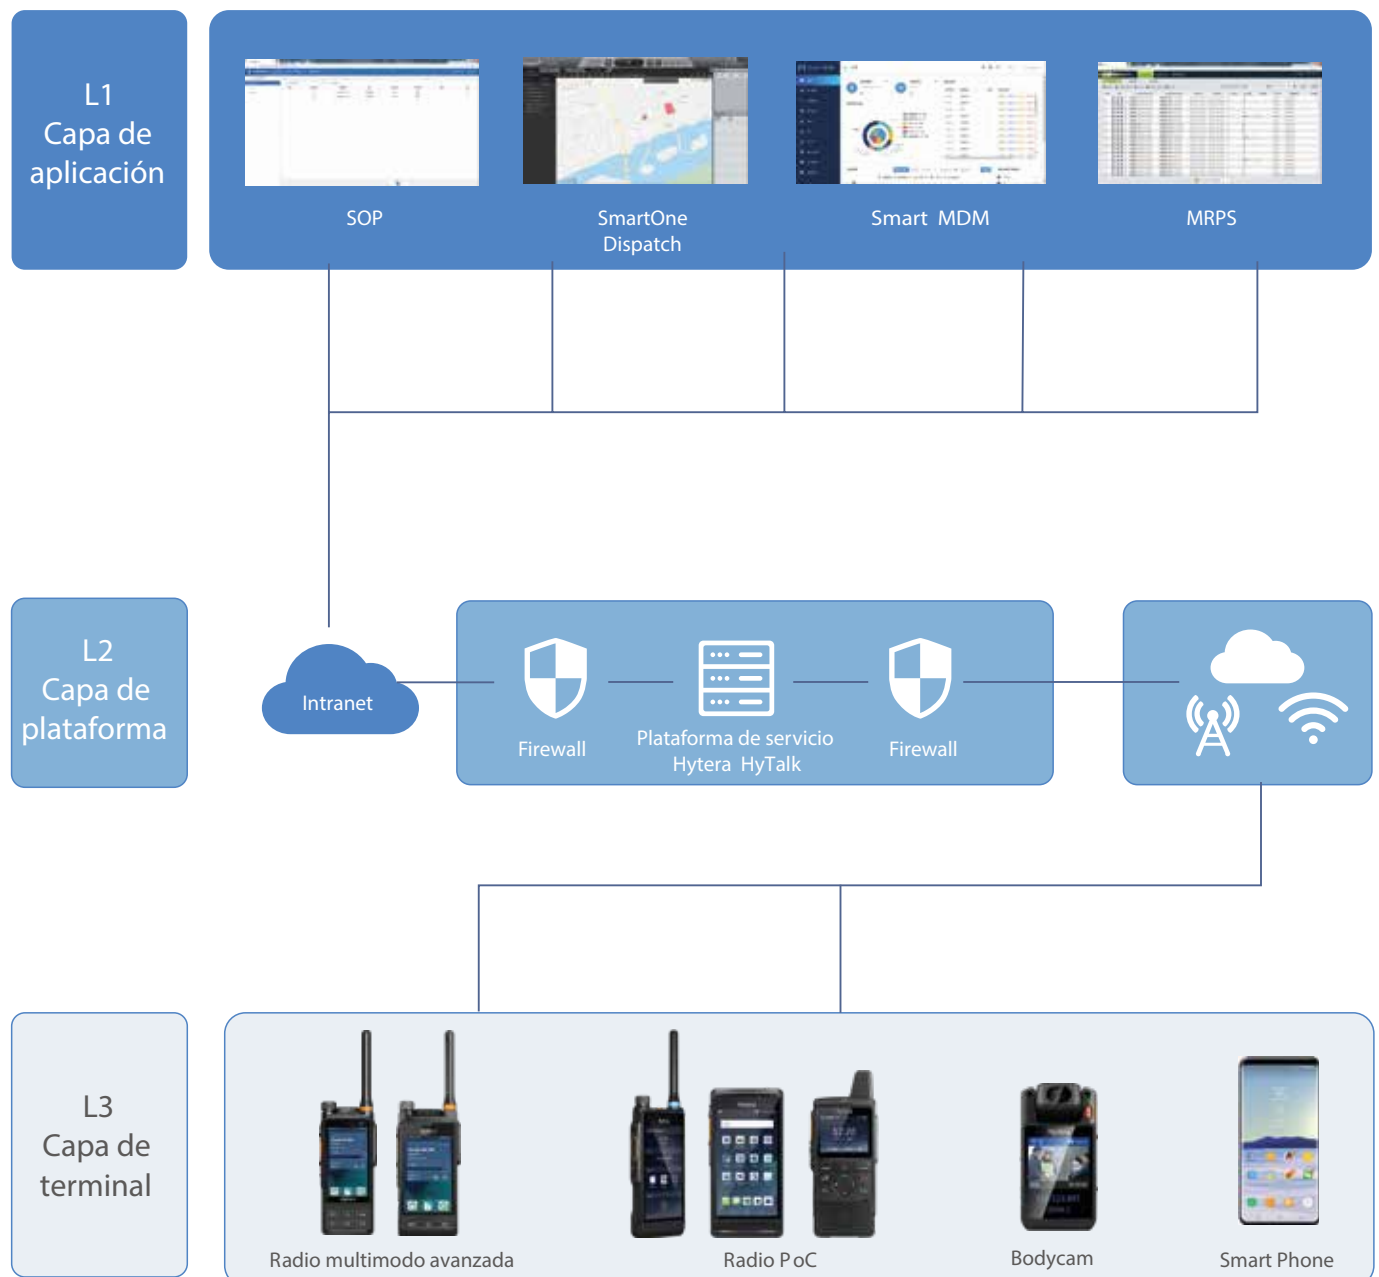 L1
Capa de
aplicación
SOP
SmartOne
Dispatch
Smart MDM
MRPS
L2
Capa de
plataforma
Intranet
Firewall
Plataforma de servicio
Hytera HyTalk
Firewall
L3
Capa de
terminal
Radio multimodo avanzada
Radio PoC
Bodycam
Smart Phone